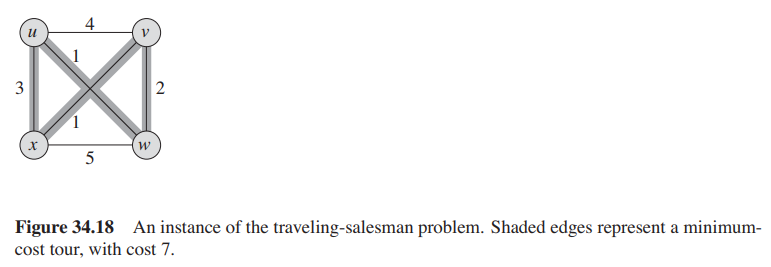 4
u v
1
3 2
1
x w
5
Figure 34.18 An instance of the traveling-salesman problem. Shaded edges represent a minimum-
cost tour, with cost 7.